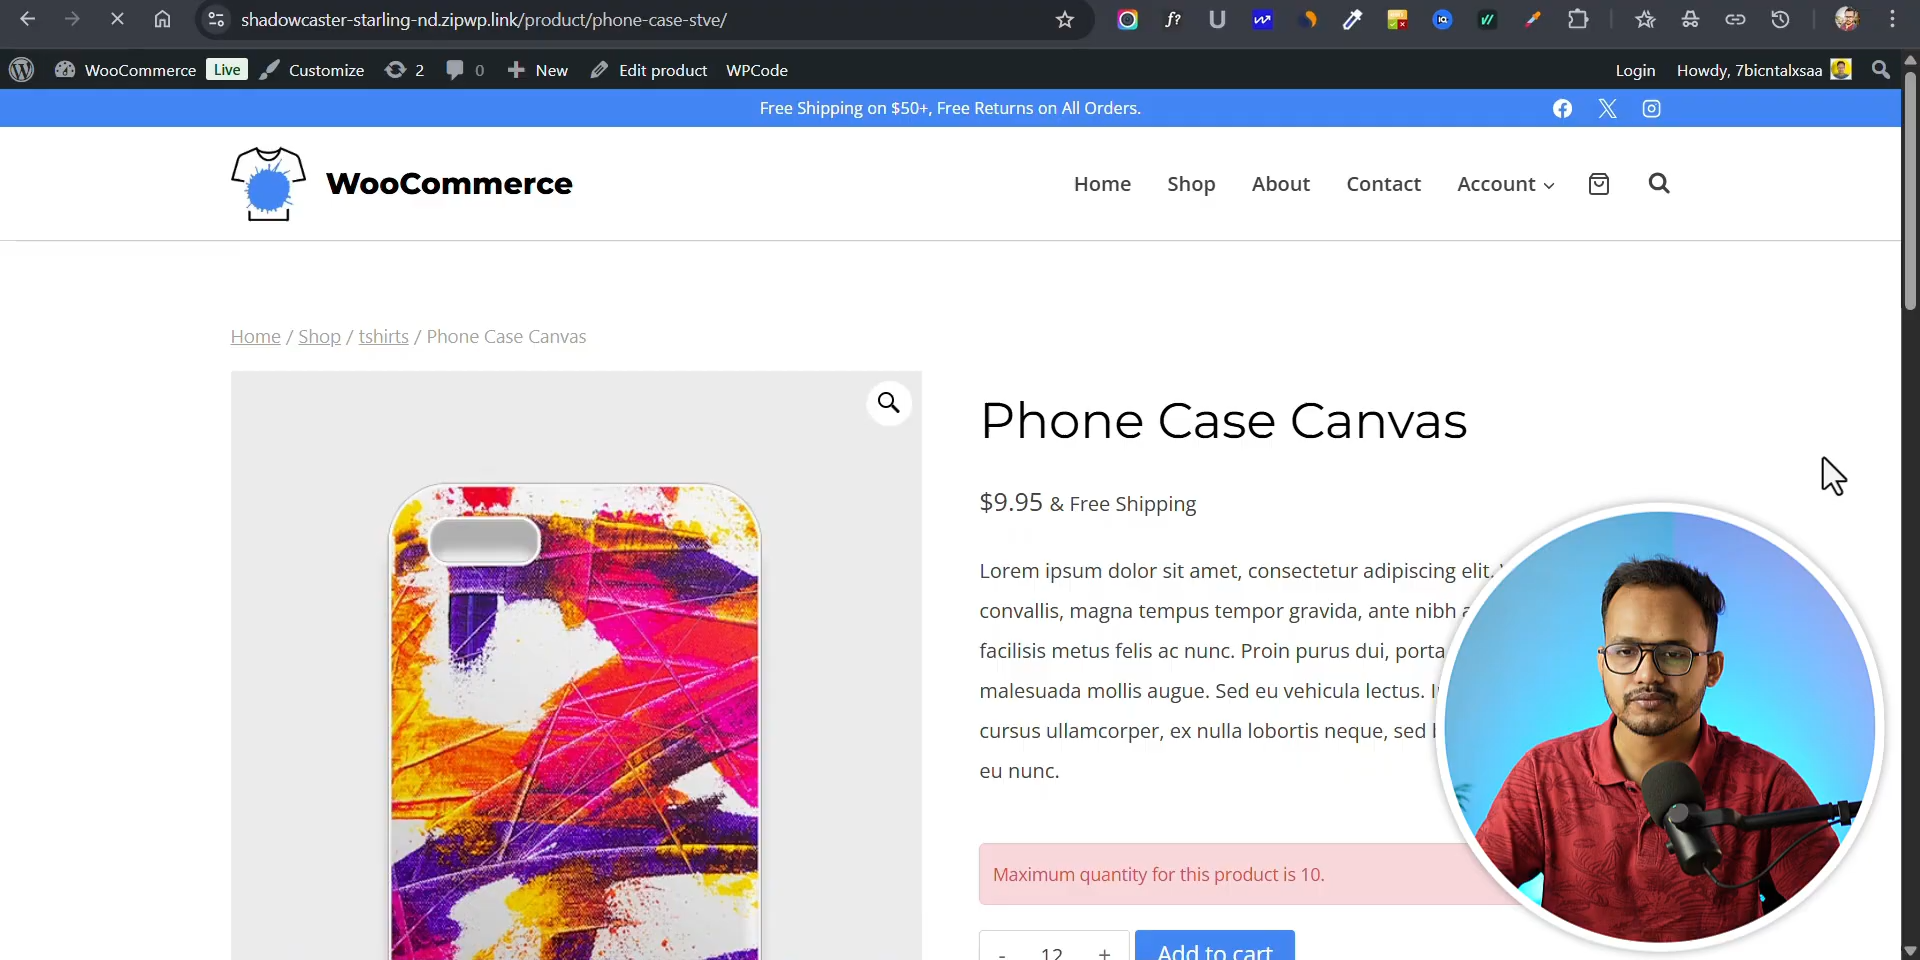 shadowcaster-starling-nd.zipwp.link/product/phone-case-stve/
WooCommerce Live Customize 2 0 New Edit product WPCode Login Howdy, 7bicntalxsaa
Free Shipping on $50+, Free Returns on All Orders.
WooCommerce
Home Shop About Contact Account
Home / Shop / tshirts / Phone Case Canvas
Phone Case Canvas
$9.95 & Free Shipping
Lorem ipsum dolor sit amet, consectetur adipiscing elit.
convallis, magna tempus tempor gravida, ante nibh
facilisis metus felis ac nunc. Proin purus dui, porta
malesuada mollis augue. Sed eu vehicula lectus.
cursus ullamcorper, ex nulla lobortis neque, sed
eu nunc.
Maximum quantity for this product is 10.
- 12 + Add to cart